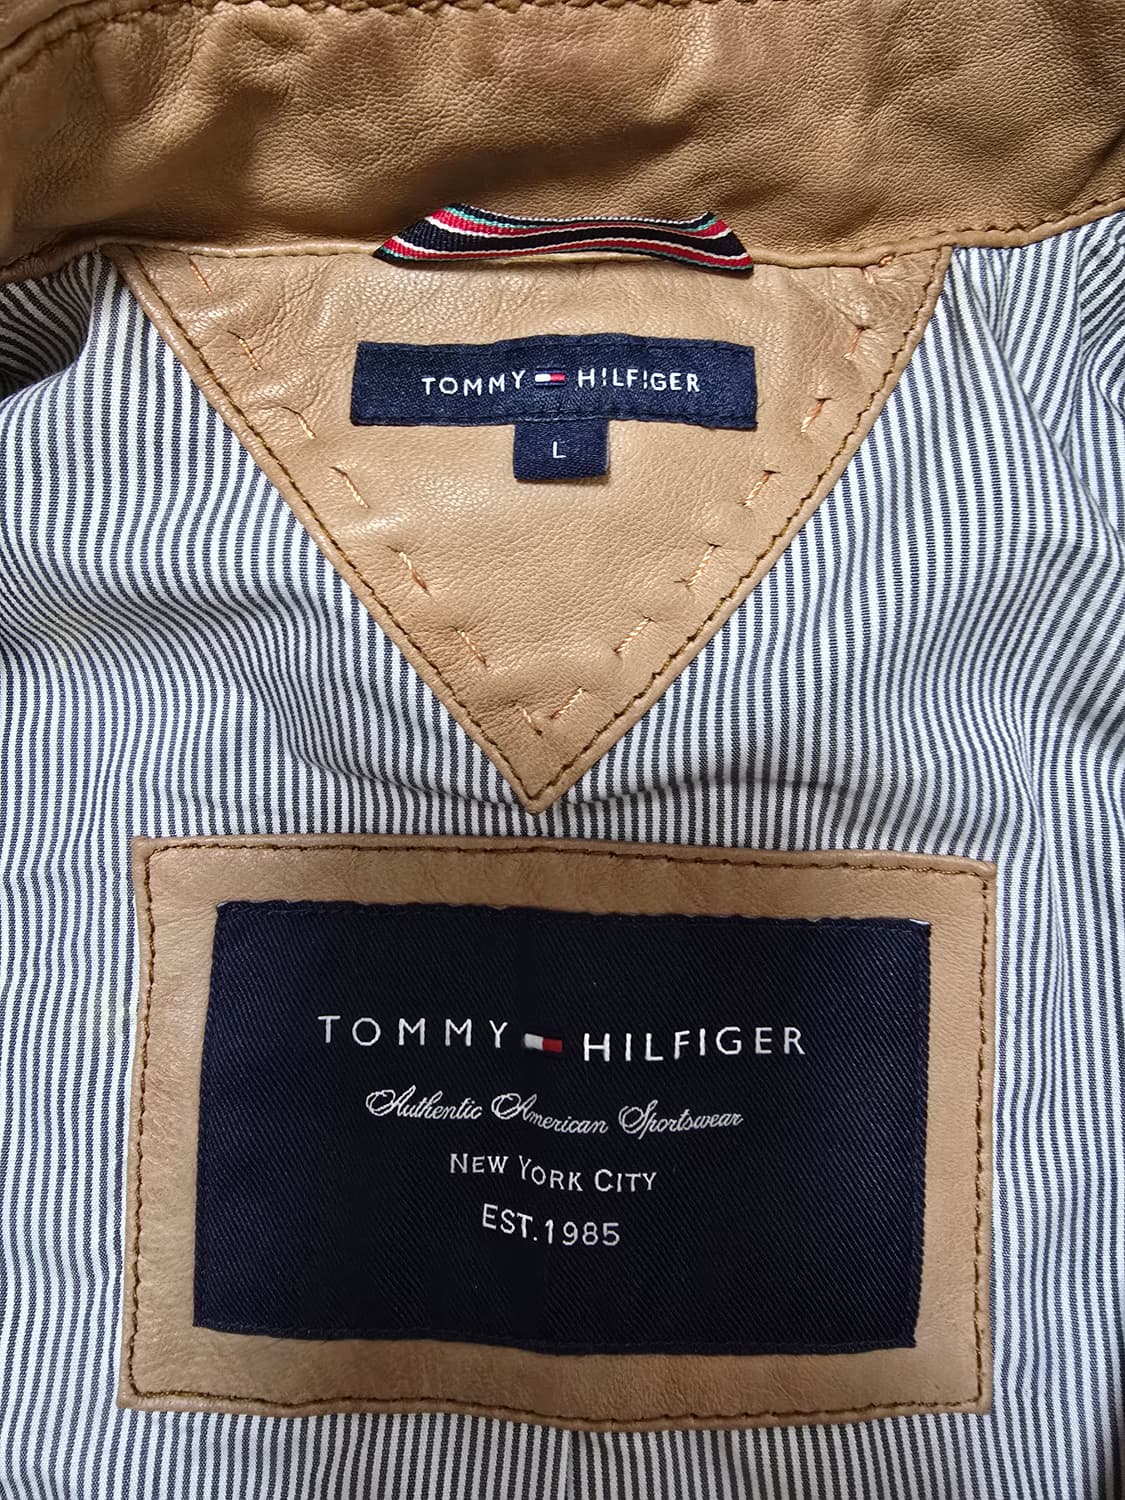 TOMMY HILFIGER
L
TOMMY HILFIGER
Authentic American Sportswear
NEW YORK CITY
EST. 1985